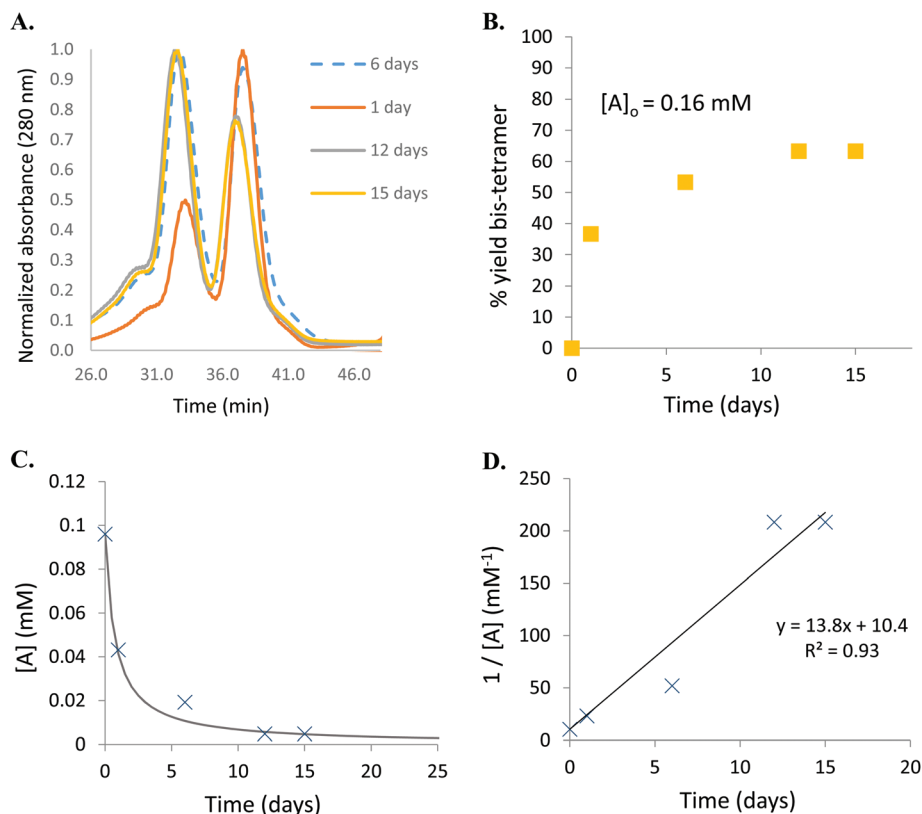 A.
Normalized absorbance (280 nm)
1.0
0.9
0.8
0.7
0.6
0.5
0.4
0.3
0.2
0.1
0.0
26.0 31.0 36.0 41.0 46.0
Time (min)
6 days
1 day
12 days
15 days
B.
% yield bis-tetramer
100
90
80
70
60
50
40
30
20
10
0
0 5 10 15
Time (days)
[A]o = 0.16 mM
C.
[A] (mM)
0.12
0.1
0.08
0.06
0.04
0.02
0
0 5 10 15 20 25
Time (days)
D.
1 / [A] (mM-1)
250
200
150
100
50
0
0 5 10 15 20
Time (days)
y = 13.8x + 10.4
R² = 0.93